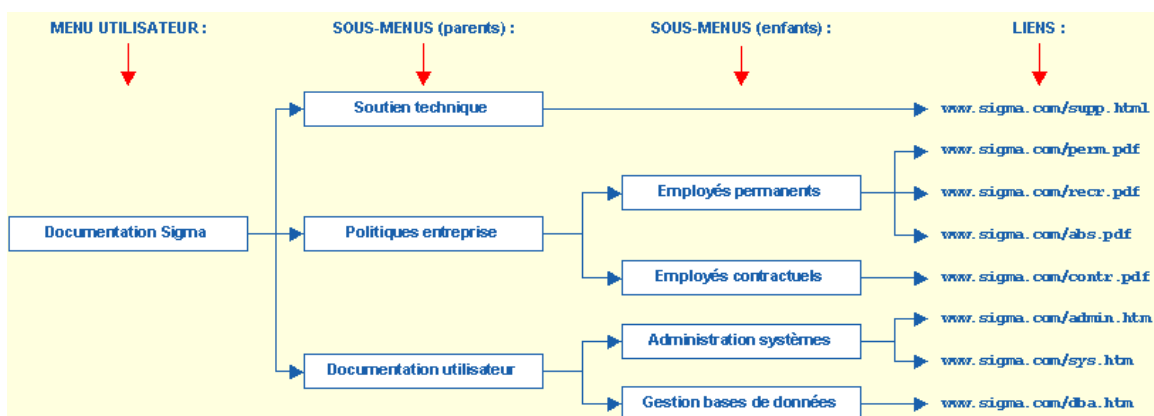 MENU UTILISATEUR :
SOUS-MENUS (parents) :
SOUS-MENUS (enfants) :
LIENS :
Soutien technique
www.sigma.com/supp.html
www.sigma.com/perm.pdf
Employés permanents
www.sigma.com/recr.pdf
Documentation Sigma
Politiques entreprise
www.sigma.com/abs.pdf
Employés contractuels
www.sigma.com/contr.pdf
www.sigma.com/admin.htm
Administration systèmes
www.sigma.com/sys.htm
Documentation utilisateur
Gestion bases de données
www.sigma.com/dba.htm